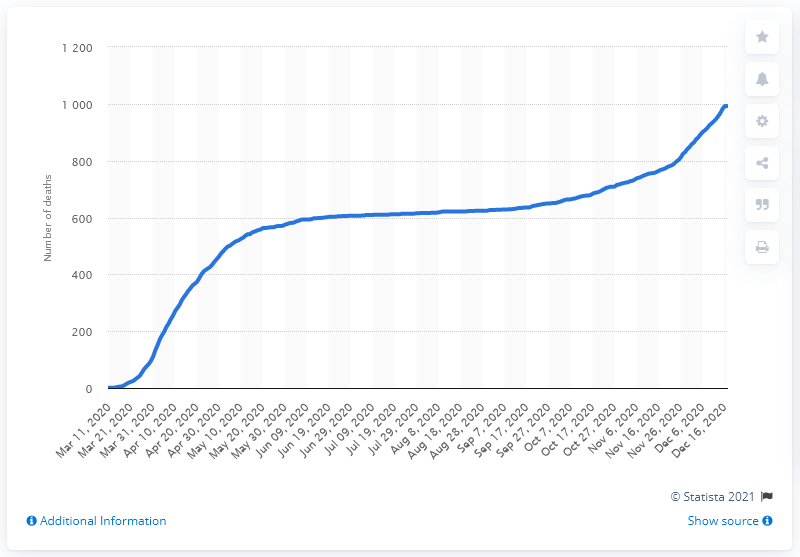 1 200
1 000
800
600
400
200
0
Number of deaths
Mar 11, 2020
Mar 21, 2020
Mar 31, 2020
Apr 10, 2020
Apr 20, 2020
Apr 30, 2020
May 10, 2020
May 20, 2020
May 30, 2020
Jun 09, 2020
Jun 19, 2020
Jun 29, 2020
Jul 09, 2020
Jul 19, 2020
Jul 29, 2020
Aug 8, 2020
Aug 18, 2020
Aug 28, 2020
Sep 7, 2020
Sep 17, 2020
Sep 27, 2020
Oct 7, 2020
Oct 17, 2020
Oct 27, 2020
Nov 6, 2020
Nov 16, 2020
Nov 26, 2020
Dec 6, 2020
Dec 16, 2020
© Statista 2021
Additional Information
Show source